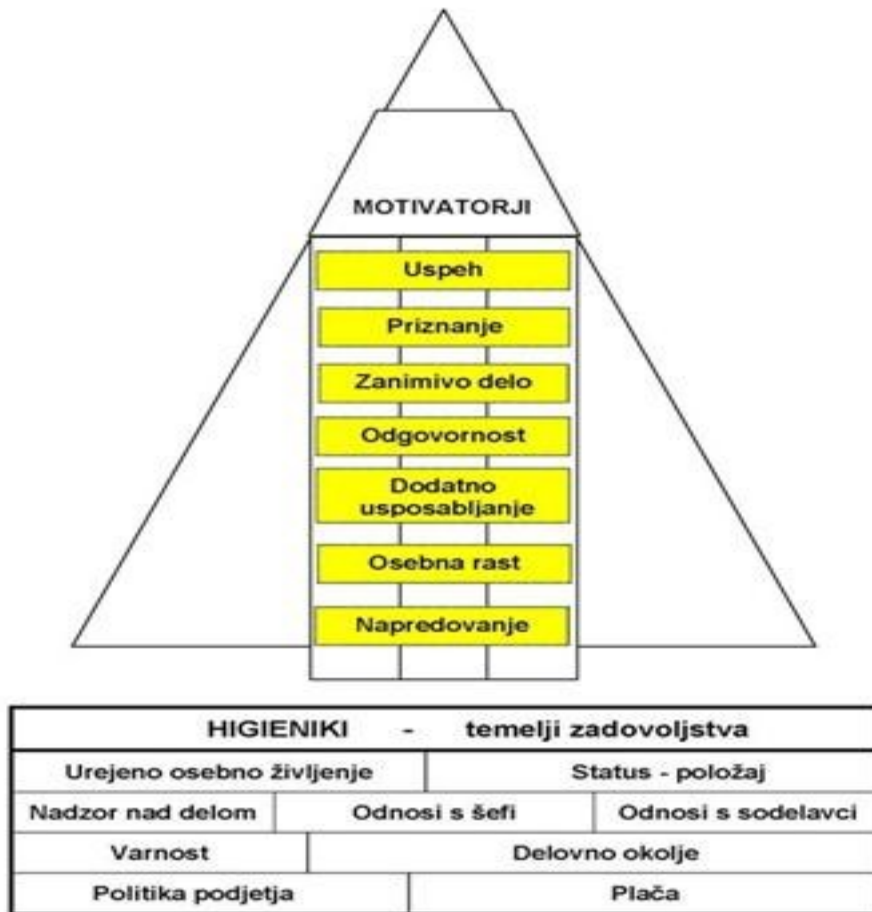 MOTIVATORJI
Uspeh
Priznanje
Zanimivo delo
Odgovornost
Dodatno
usposabljanje
Osebna rast
Napredovanje
HIGIENIKI - temelji zadovoljstva
Urejeno osebno življenje Status - položaj
Nadzor nad delom Odnosi s šefi Odnosi s sodelavci
Varnost Delovno okolje
Politika podjetja Plača